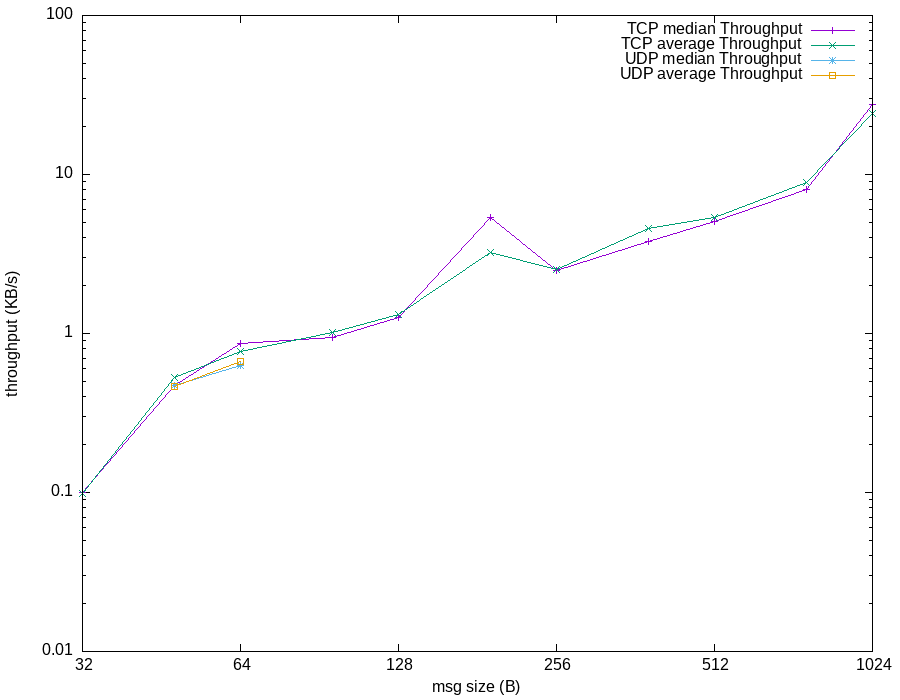 100
10
1
0.1
0.01
throughput (KB/s)
TCP median Throughput
TCP average Throughput
UDP median Throughput
UDP average Throughput
32 64 128 256 512 1024
msg size (B)